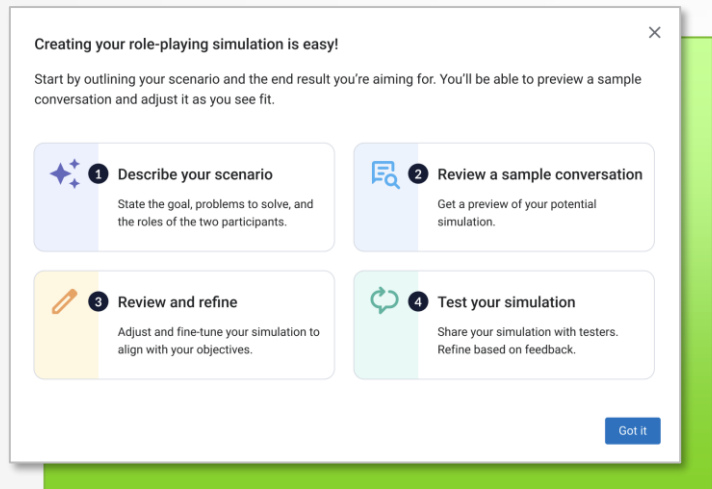 Creating your role-playing simulation is easy!
Start by outlining your scenario and the end result you're aiming for. You'll be able to preview a sample
conversation and adjust it as you see fit.
1 Describe your scenario
State the goal, problems to solve, and
the roles of the two participants.
2 Review a sample conversation
Get a preview of your potential
simulation.
3 Review and refine
Adjust and fine-tune your simulation to
align with your objectives.
4 Test your simulation
Share your simulation with testers.
Refine based on feedback.
Got it